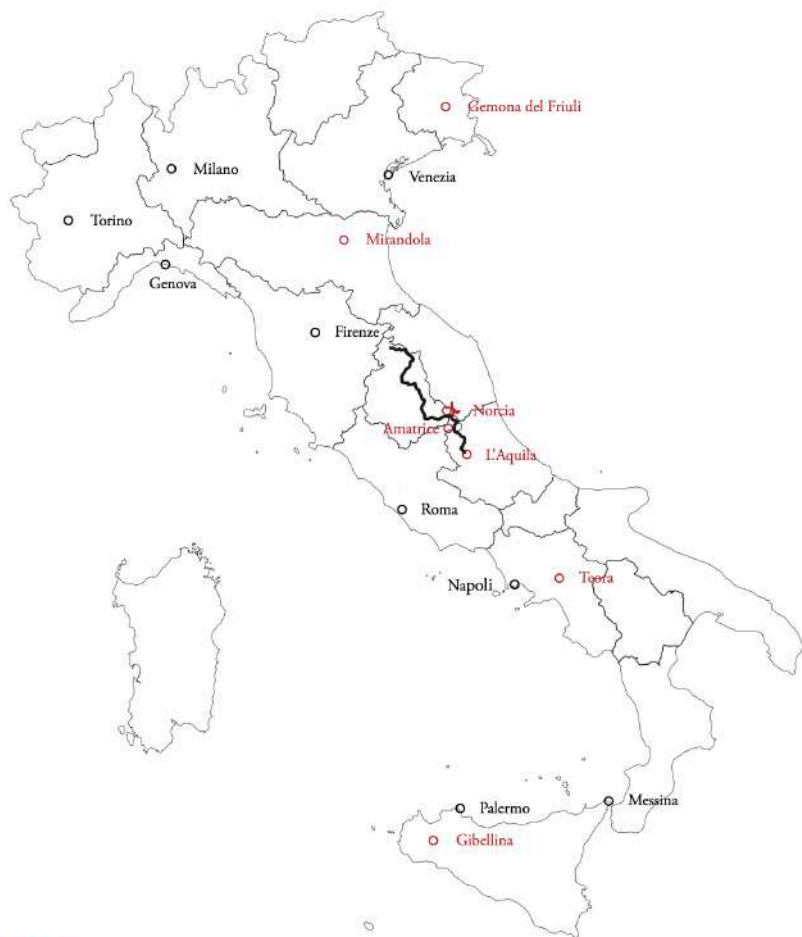 Gemona del Friuli
Milano
Venezia
Torino
Mirandola
Genova
Firenze
Norcia
Amatrice
L'Aquila
Roma
Napoli
Teora
Palermo
Messina
Gibellina